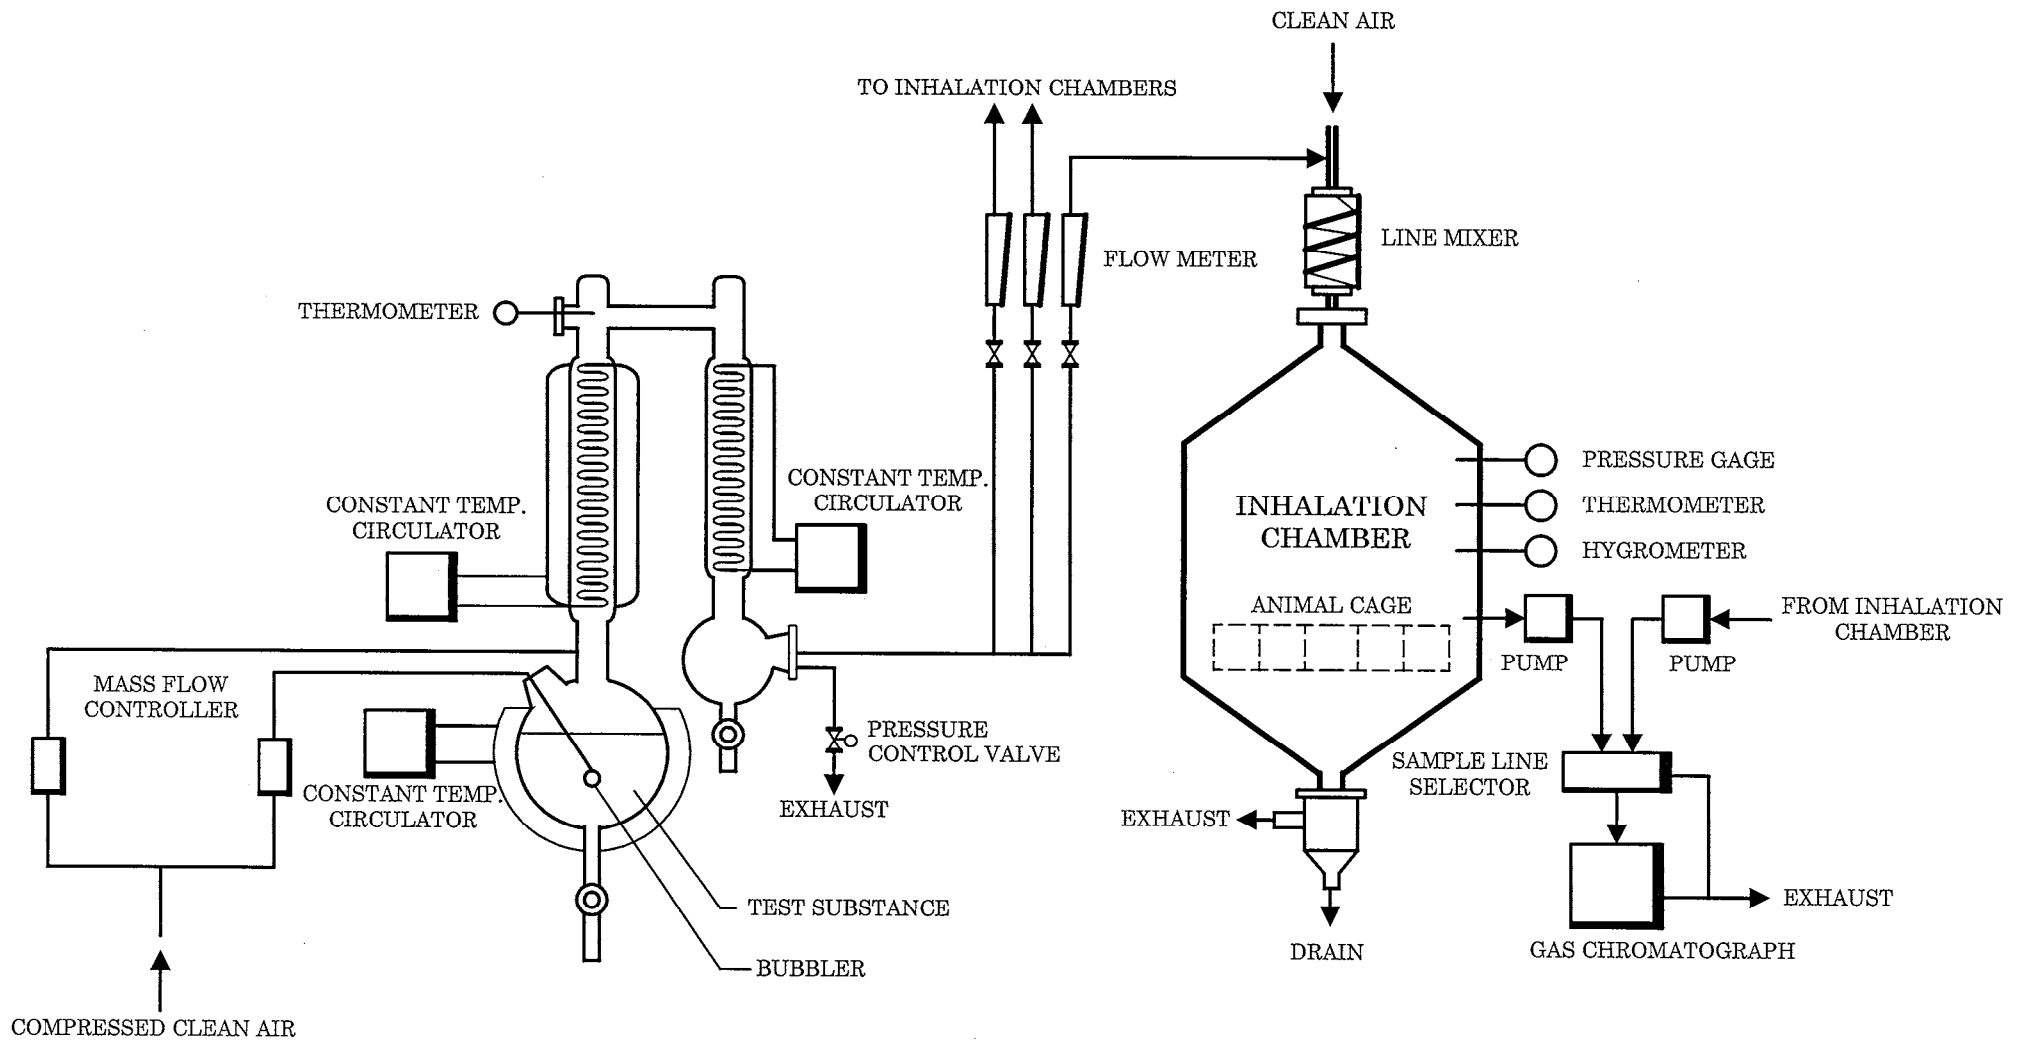 CLEAN AIR
TO INHALATION CHAMBERS
LINE MIXER
FLOW METER
THERMOMETER
PRESSURE GAGE
CONSTANT TEMP.
CIRCULATOR
CONSTANT TEMP.
CIRCULATOR
INHALATION
CHAMBER
THERMOMETER
HYGROMETER
ANIMAL CAGE
FROM INHALATION
CHAMBER
PUMP
PUMP
MASS FLOW
CONTROLLER
PRESSURE
CONTROL VALVE
SAMPLE LINE
SELECTOR
CONSTANT TEMP.
CIRCULATOR
EXHAUST
EXHAUST
EXHAUST
TEST SUBSTANCE
DRAIN
GAS CHROMATOGRAPH
BUBBLER
COMPRESSED CLEAN AIR